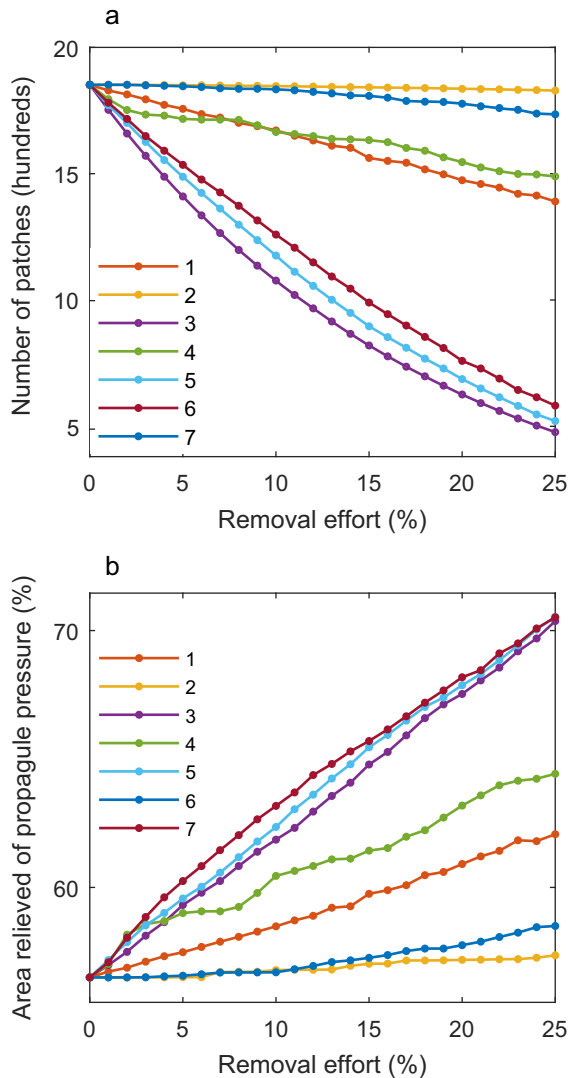 a
20
15
10
5
Number of patches (hundreds)
1
2
3
4
5
6
7
0 5 10 15 20 25
Removal effort (%)
b
70
60
Area relieved of propagule pressure (%)
1
2
3
4
5
6
7
0 5 10 15 20 25
Removal effort (%)